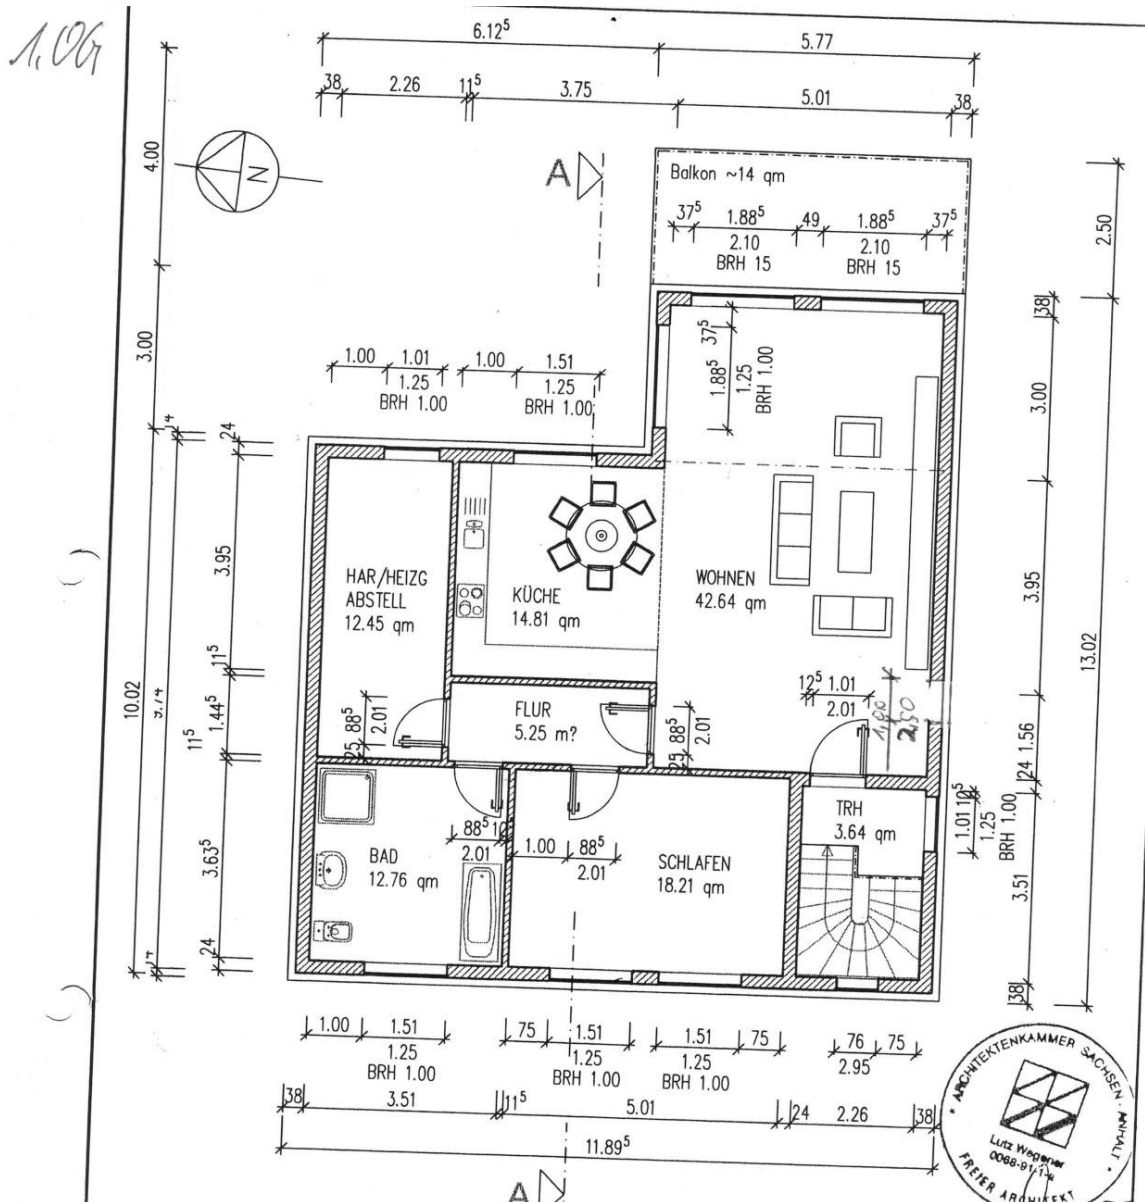 1.OG
6.12⁵
5.77
38
2.26
11⁵
3.75
5.01
38
4.00
N
A
Balkon ~14 qm
37⁵
1.88⁵
49
1.88⁵
37⁵
2.10
2.10
BRH 15
BRH 15
2.50
38
3.00
37⁵
1.88⁵
1.25
BRH 1.00
3.00
1.00
1.01
1.00
1.51
1.25
1.25
BRH 1.00
BRH 1.00
24
3.95
HAR/HEIZG
ABSTELL
12.45 qm
KÜCHE
14.81 qm
WOHNEN
42.64 qm
3.95
13.02
10.02
11⁵
1.44⁵
11⁵
88⁵
2.01
25
FLUR
5.25 m?
88⁵
2.01
25
12⁵
1.01
2.01
1,00
2,50
1.56
24
TRH
3.64 qm
1.01
12⁵
1.25
BRH 1.00
3.63⁵
BAD
12.76 qm
88⁵
2.01
1.00
88⁵
2.01
SCHLAFEN
18.21 qm
3.51
24
38
1.00
1.51
75
1.51
1.51
75
76
75
1.25
1.25
1.25
2.95
BRH 1.00
BRH 1.00
BRH 1.00
38
3.51
11⁵
5.01
24
2.26
38
11.89⁵
A
ARCHITEKTENKAMMER SACHSEN-ANHALT
Lutz Wegener
FREIER ARCHITEKT